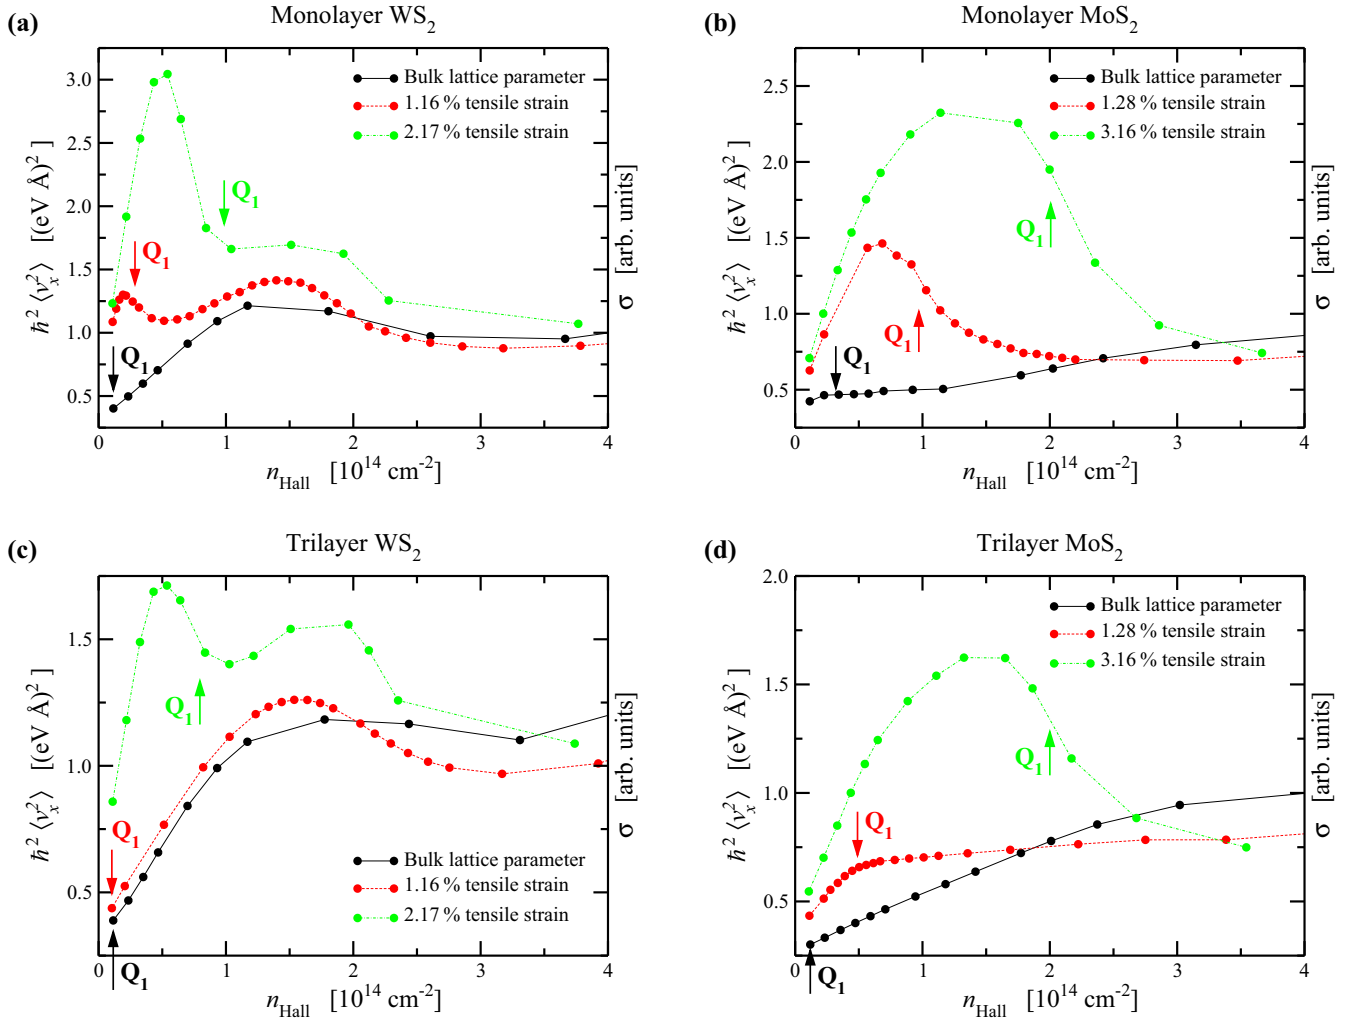 (a)
Monolayer WS₂
ħ² ⟨vₓ²⟩ [(eV Å)²]
3.0
2.5
2.0
1.5
1.0
0.5
Bulk lattice parameter
1.16 % tensile strain
2.17 % tensile strain
Q₁
Q₁
Q₁
σ [arb. units]
0 1 2 3 4
n_Hall [10¹⁴ cm⁻²]
(b)
Monolayer MoS₂
ħ² ⟨vₓ²⟩ [(eV Å)²]
2.5
2.0
1.5
1.0
0.5
Bulk lattice parameter
1.28 % tensile strain
3.16 % tensile strain
Q₁
Q₁
Q₁
σ [arb. units]
0 1 2 3 4
n_Hall [10¹⁴ cm⁻²]
(c)
Trilayer WS₂
ħ² ⟨vₓ²⟩ [(eV Å)²]
1.5
1.0
0.5
Q₁
Q₁
Q₁
Bulk lattice parameter
1.16 % tensile strain
2.17 % tensile strain
σ [arb. units]
0 1 2 3 4
n_Hall [10¹⁴ cm⁻²]
(d)
Trilayer MoS₂
ħ² ⟨vₓ²⟩ [(eV Å)²]
2.0
1.5
1.0
0.5
Bulk lattice parameter
1.28 % tensile strain
3.16 % tensile strain
Q₁
Q₁
Q₁
σ [arb. units]
0 1 2 3 4
n_Hall [10¹⁴ cm⁻²]